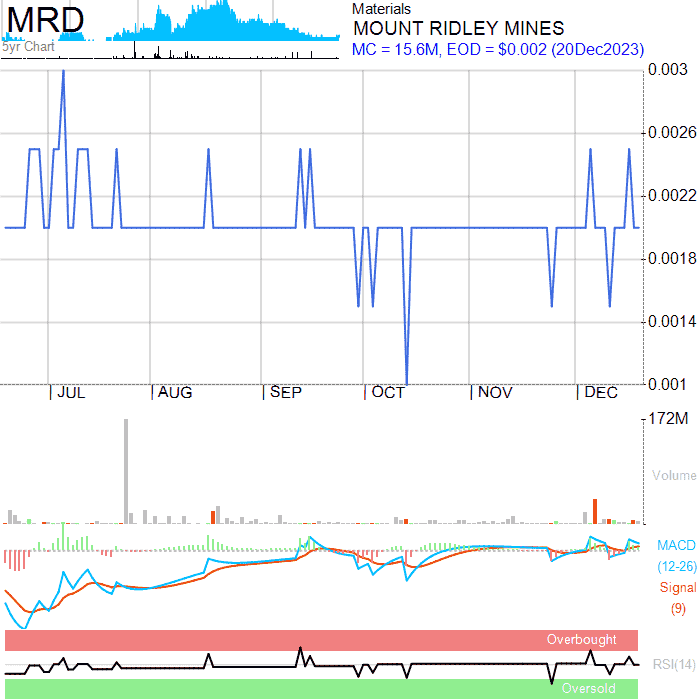 MRD
5yr Chart
Materials
MOUNT RIDLEY MINES
MC = 15.6M, EOD = $0.002 (20Dec2023)
0.003
0.0026
0.0022
0.0018
0.0014
0.001
JUL AUG SEP OCT NOV DEC
172M
Volume
MACD
(12-26)
Signal
(9)
Overbought
RSI(14)
Oversold